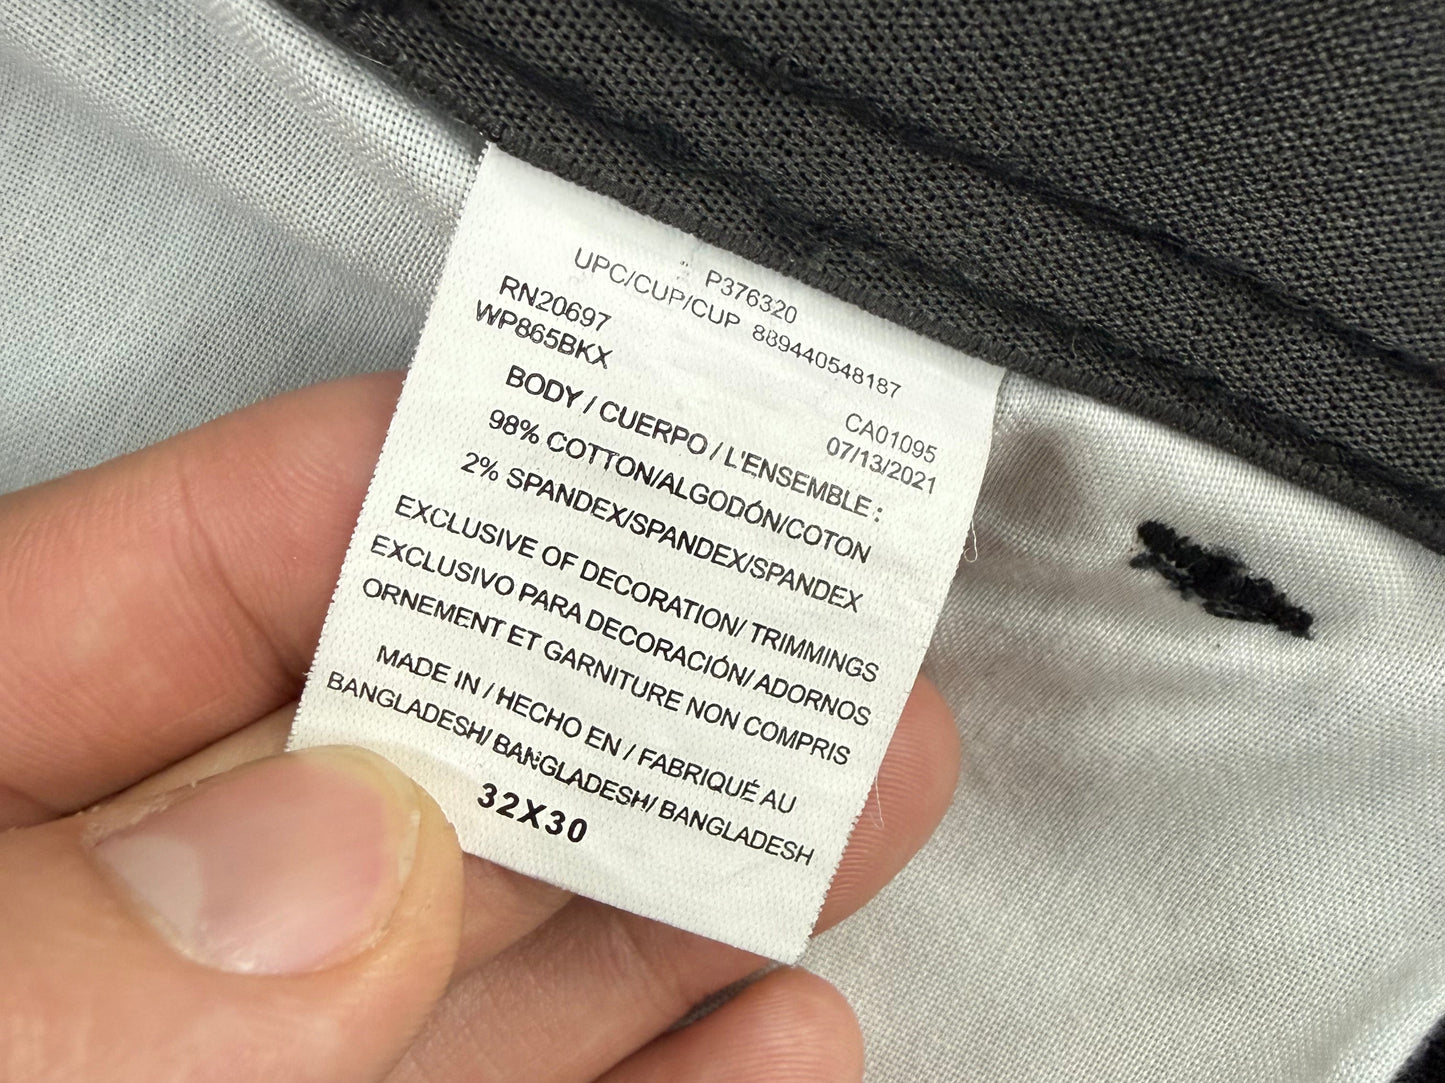 P376320
UPC/CUP/CUP 889440548187
RN20697
WP865BKX
CA01095
07/13/2021
BODY / CUERPO / L'ENSEMBLE :
98% COTTON/ALGODÓN/COTON
2% SPANDEX/SPANDEX/SPANDEX
EXCLUSIVE OF DECORATION/ TRIMMINGS
EXCLUSIVO PARA DECORACIÓN/ ADORNOS
ORNEMENT ET GARNITURE NON COMPRIS
MADE IN / HECHO EN / FABRIQUÉ AU
BANGLADESH/ BANGLADESH/ BANGLADESH
32X30